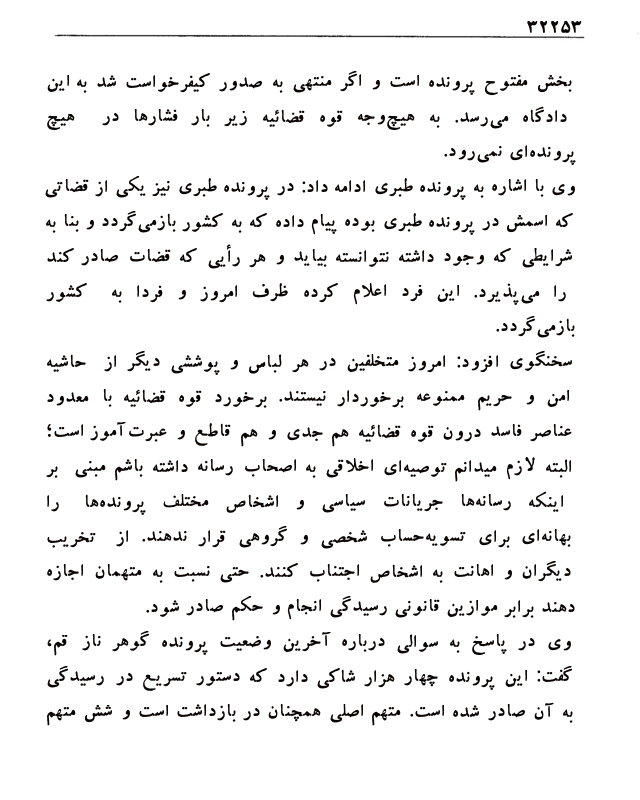 ۳۲۲۵۳
بخش مفتوح پرونده است و اگر منتهی به صدور کیفرخواست شد به این
دادگاه می‌رسد. به هیچ‌وجه قوه قضائیه زیر بار فشارها در هیچ
پرونده‌ای نمی‌رود.
وی با اشاره به پرونده طبری ادامه داد: در پرونده طبری نیز یکی از قضاتی
که اسمش در پرونده طبری بوده پیام داده که به کشور بازمی‌گردد و بنا به
شرایطی که وجود داشته نتوانسته بیاید و هر رأیی که قضات صادر کند
را می‌پذیرد. این فرد اعلام کرده ظرف امروز و فردا به کشور
بازمی‌گردد.
سخنگوی افزود: امروز متخلفین در هر لباس و پوششی دیگر از حاشیه
امن و حریم ممنوعه برخوردار نیستند. برخورد قوه قضائیه با معدود
عناصر فاسد درون قوه قضائیه هم جدی و هم قاطع و عبرت‌آموز است؛
البته لازم میدانم توصیه‌ای اخلاقی به اصحاب رسانه داشته باشم مبنی بر
اینکه رسانه‌ها جریانات سیاسی و اشخاص مختلف پرونده‌ها را
بهانه‌ای برای تسویه‌حساب شخصی و گروهی قرار ندهند. از تخریب
دیگران و اهانت به اشخاص اجتناب کنند. حتی نسبت به متهمان اجازه
دهند برابر موازین قانونی رسیدگی انجام و حکم صادر شود.
وی در پاسخ به سوالی درباره آخرین وضعیت پرونده گوهر ناز قم،
گفت: این پرونده چهار هزار شاکی دارد که دستور تسریع در رسیدگی
به آن صادر شده است. متهم اصلی همچنان در بازداشت است و شش متهم